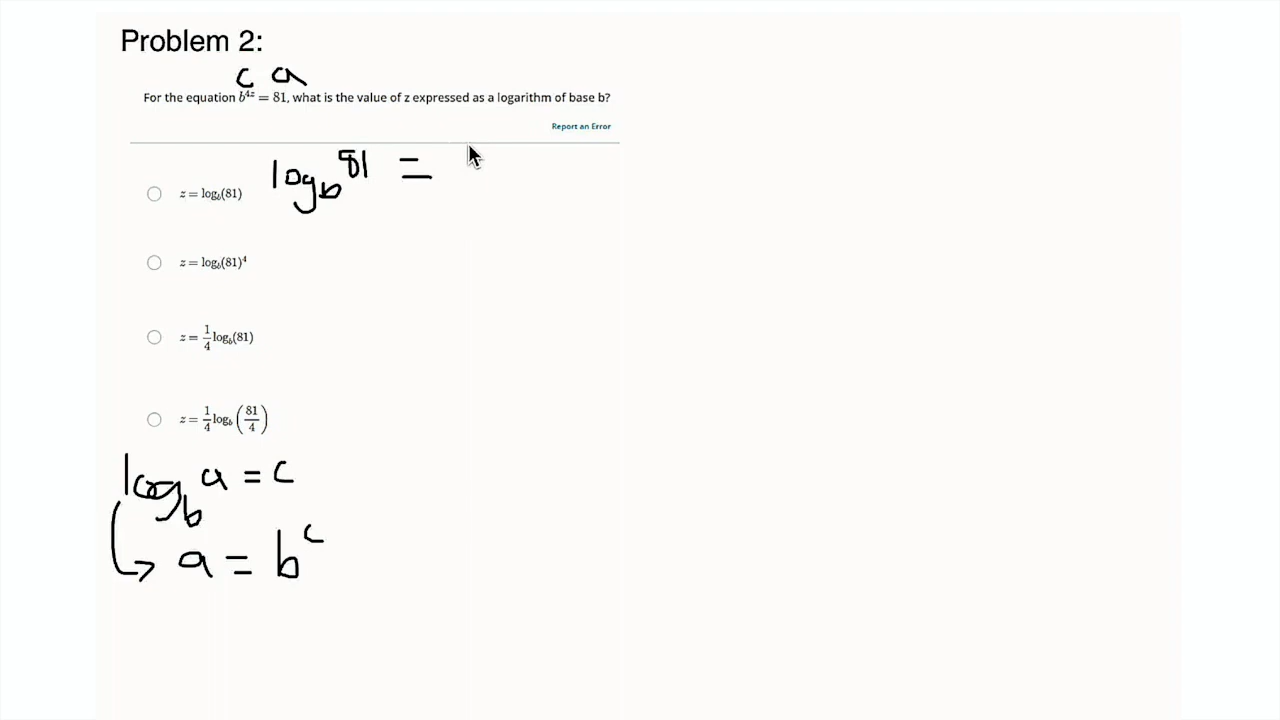 Problem 2:
c a
For the equation b⁴ᶻ = 81, what is the value of z expressed as a logarithm of base b?
Report an Error
log_b 81 =
z = log_b(81)
z = log_b(81)⁴
z = 1/4 log_b(81)
z = 1/4 log_b(81/4)
log_b a = c
a = b^c